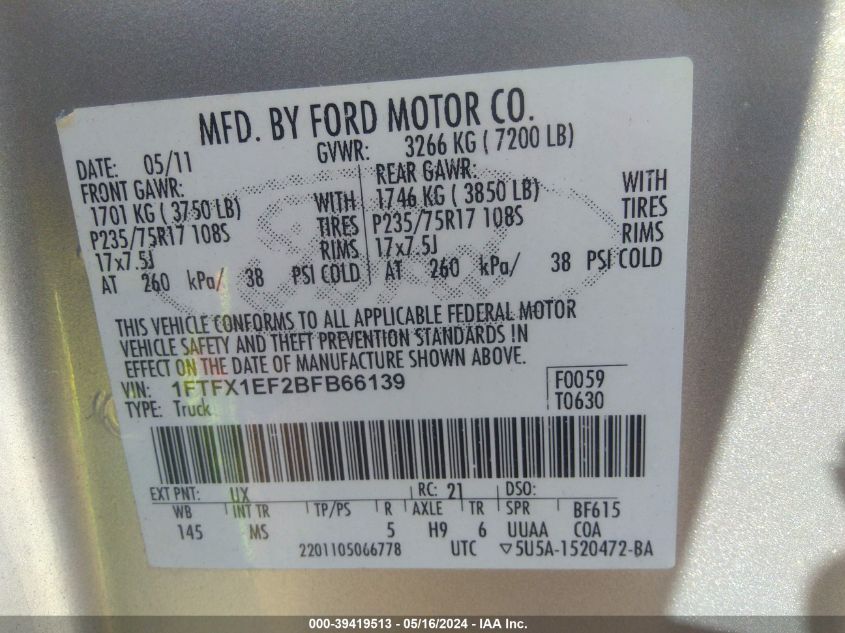 MFD. BY FORD MOTOR CO.
DATE: 05/11 GVWR: 3266 KG ( 7200 LB)
FRONT GAWR: REAR GAWR:
1701 KG ( 3750 LB) WITH 1746 KG ( 3850 LB) WITH
P235/75R17 108S TIRES P235/75R17 108S TIRES
17x7.5J RIMS 17x7.5J RIMS
AT 260 kPa/ 38 PSI COLD AT 260 kPa/ 38 PSI COLD
THIS VEHICLE CONFORMS TO ALL APPLICABLE FEDERAL MOTOR
VEHICLE SAFETY AND THEFT PREVENTION STANDARDS IN
EFFECT ON THE DATE OF MANUFACTURE SHOWN ABOVE.
VIN: 1FTFX1EF2BFB66139 F0059
TYPE: Truck T0630
EXT PNT: UX RC: 21 DSO:
WB INT TR TP/PS R AXLE TR SPR BF615
145 MS 5 H9 6 UUAA COA
2201105066778 UTC ▽5U5A-1520472-BA
000-39419513 - 05/16/2024 - IAA Inc.